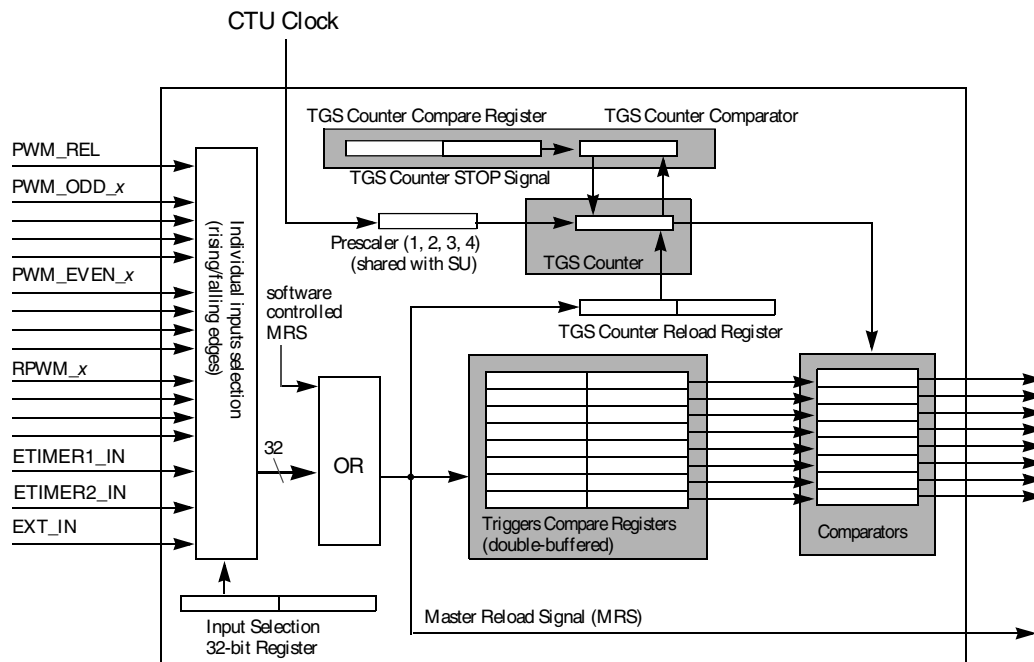 CTU Clock
TGS Counter Compare Register
TGS Counter Comparator
TGS Counter STOP Signal
PWM_REL
PWM_ODD_x
PWM_EVEN_x
RPWM_x
ETIMER1_IN
ETIMER2_IN
EXT_IN
Individual inputs selection
(rising/falling edges)
Prescaler (1, 2, 3, 4)
(shared with SU)
TGS Counter
TGS Counter Reload Register
software
controlled
MRS
32
OR
Triggers Compare Registers
(double-buffered)
Comparators
Master Reload Signal (MRS)
Input Selection
32-bit Register